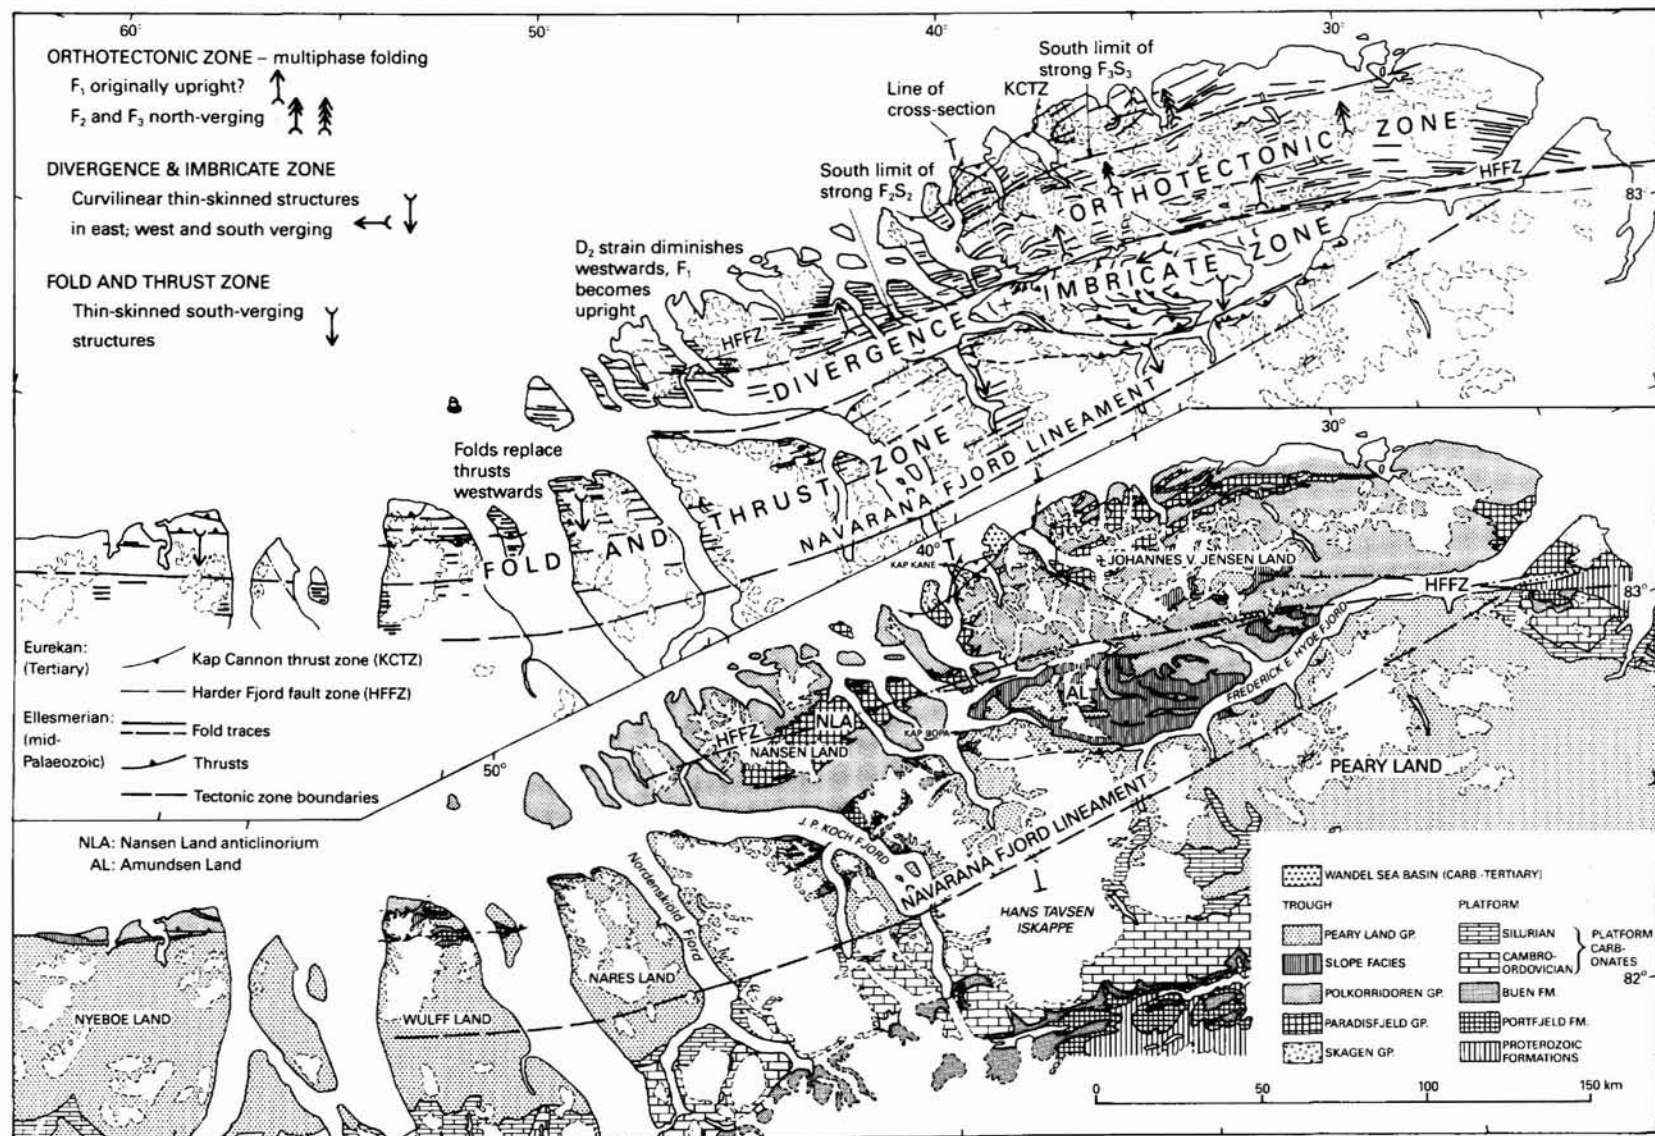 60°
50°
40°
30°
ORTHOTECTONIC ZONE – multiphase folding
F₁ originally upright?
F₂ and F₃ north-verging
DIVERGENCE & IMBRICATE ZONE
Curvilinear thin-skinned structures
in east; west and south verging
FOLD AND THRUST ZONE
Thin-skinned south-verging
structures
South limit of
strong F₃S₃
KCTZ
Line of
cross-section
South limit of
strong F₂S₂
D₂ strain diminishes
westwards, F₁
becomes
upright
ORTHOTECTONIC ZONE
HFFZ
83
DIVERGENCE IMBRICATE ZONE
HFFZ
Folds replace
thrusts
westwards
FOLD AND THRUST ZONE
NAVARANA FJORD LINEAMENT
Eurekan:
(Tertiary)
Kap Cannon thrust zone (KCTZ)
Harder Fjord fault zone (HFFZ)
Ellesmerian:
(mid-
Palaeozoic)
Fold traces
Thrusts
Tectonic zone boundaries
30°
40°
KAP KANE
JOHANNES V. JENSEN LAND
HFFZ
83°
FREDERICK E. HYDE FJORD
AL
NLA
HFFZ
NANSEN LAND
KAP BOPA
PEARY LAND
50°
NLA: Nansen Land anticlinorium
AL: Amundsen Land
J. P. KOCH FJORD
NAVARANA FJORD LINEAMENT
Nordenskiöld Fjord
HANS TAVSEN
ISKAPPE
NARES LAND
NYEBOE LAND
WULFF LAND
WANDEL SEA BASIN (CARB.-TERTIARY)
TROUGH
PEARY LAND GP.
SLOPE FACIES
POLKORRIDOREN GP.
PARADISFJELD GP.
SKAGEN GP.
PLATFORM
SILURIAN
CAMBRO-
ORDOVICIAN
PLATFORM
CARB-
ONATES
82°
BUEN FM.
PORTFJELD FM.
PROTEROZOIC
FORMATIONS
0 50 100 150 km